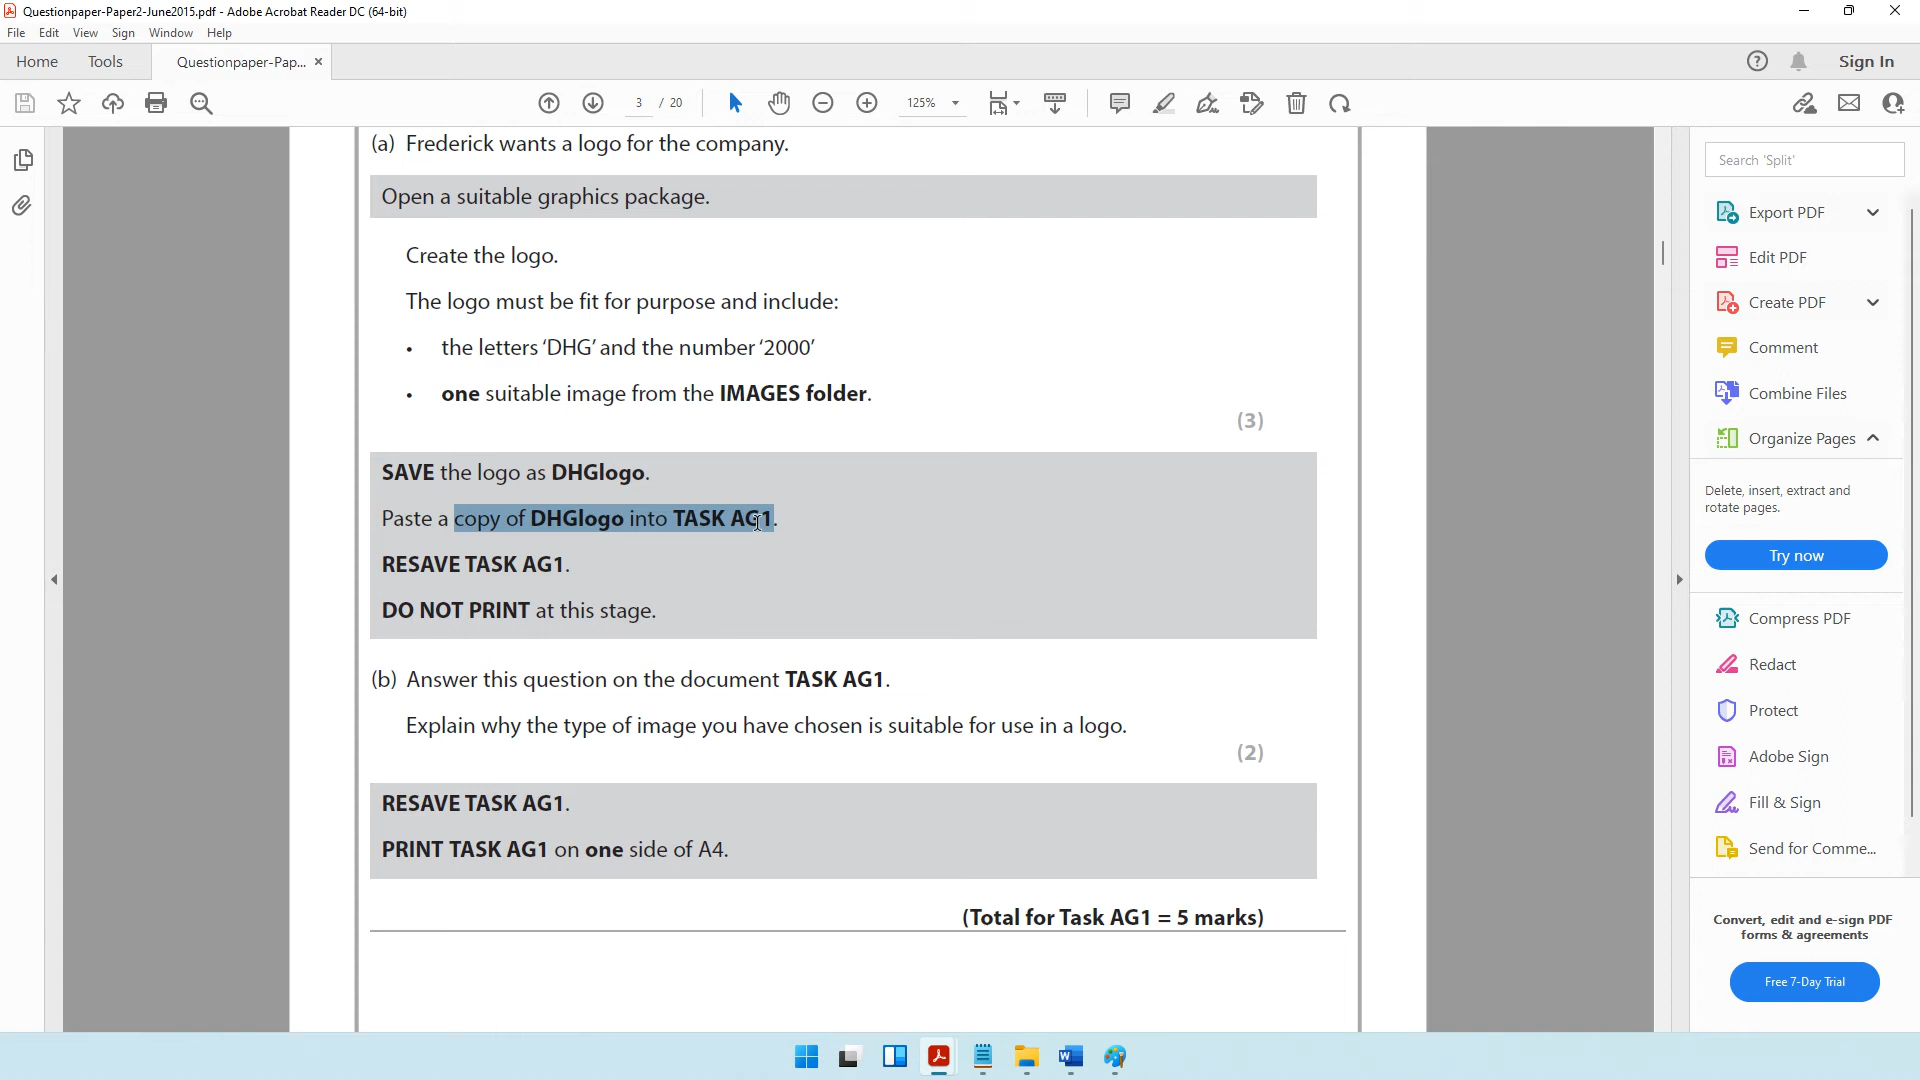 Questionpaper-Paper2-June2015.pdf - Adobe Acrobat Reader DC (64-bit)
File Edit View Sign Window Help
Home Tools Questionpaper-Pap... × Sign In
3 / 20 125%
(a) Frederick wants a logo for the company.
Open a suitable graphics package.
Create the logo.
The logo must be fit for purpose and include:
• the letters ‘DHG’ and the number ‘2000’
• one suitable image from the IMAGES folder.
(3)
SAVE the logo as DHGlogo.
Paste a copy of DHGlogo into TASK AG1.
RESAVE TASK AG1.
DO NOT PRINT at this stage.
(b) Answer this question on the document TASK AG1.
Explain why the type of image you have chosen is suitable for use in a logo.
(2)
RESAVE TASK AG1.
PRINT TASK AG1 on one side of A4.
(Total for Task AG1 = 5 marks)
Search 'Split'
Export PDF
Edit PDF
Create PDF
Comment
Combine Files
Organize Pages
Delete, insert, extract and
rotate pages.
Try now
Compress PDF
Redact
Protect
Adobe Sign
Fill & Sign
Send for Comme...
Convert, edit and e-sign PDF
forms & agreements
Free 7-Day Trial